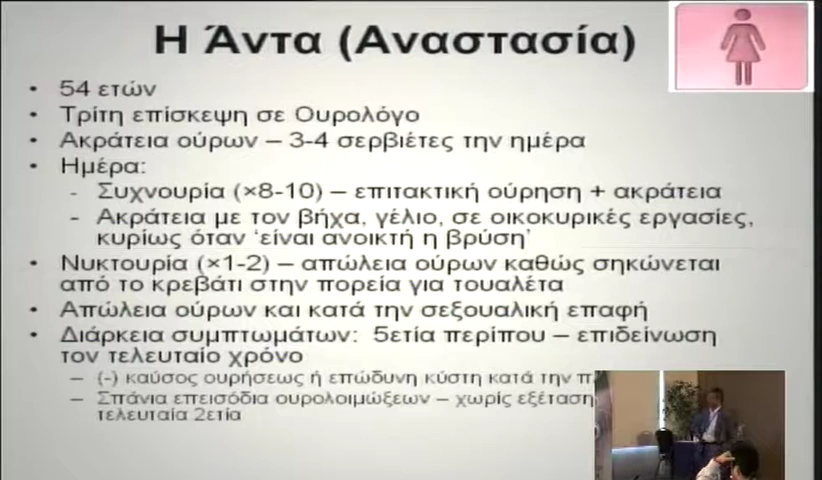 Η Άντα (Αναστασία)
• 54 ετών
• Τρίτη επίσκεψη σε Ουρολόγο
• Ακράτεια ούρων – 3-4 σερβιέτες την ημέρα
• Ημέρα:
- Συχνουρία (×8-10) – επιτακτική ούρηση + ακράτεια
- Ακράτεια με τον βήχα, γέλιο, σε οικοκυρικές εργασίες,
κυρίως όταν ‘είναι ανοικτή η βρύση’
• Νυκτουρία (×1-2) – απώλεια ούρων καθώς σηκώνεται
από το κρεβάτι στην πορεία για τουαλέτα
• Απώλεια ούρων και κατά την σεξουαλική επαφή
• Διάρκεια συμπτωμάτων: 5ετία περίπου – επιδείνωση
τον τελευταίο χρόνο
– (-) καύσος ουρήσεως ή επώδυνη κύστη κατά την
– Σπάνια επεισόδια ουρολοιμώξεων – χωρίς εξέταση
τελευταία 2ετία